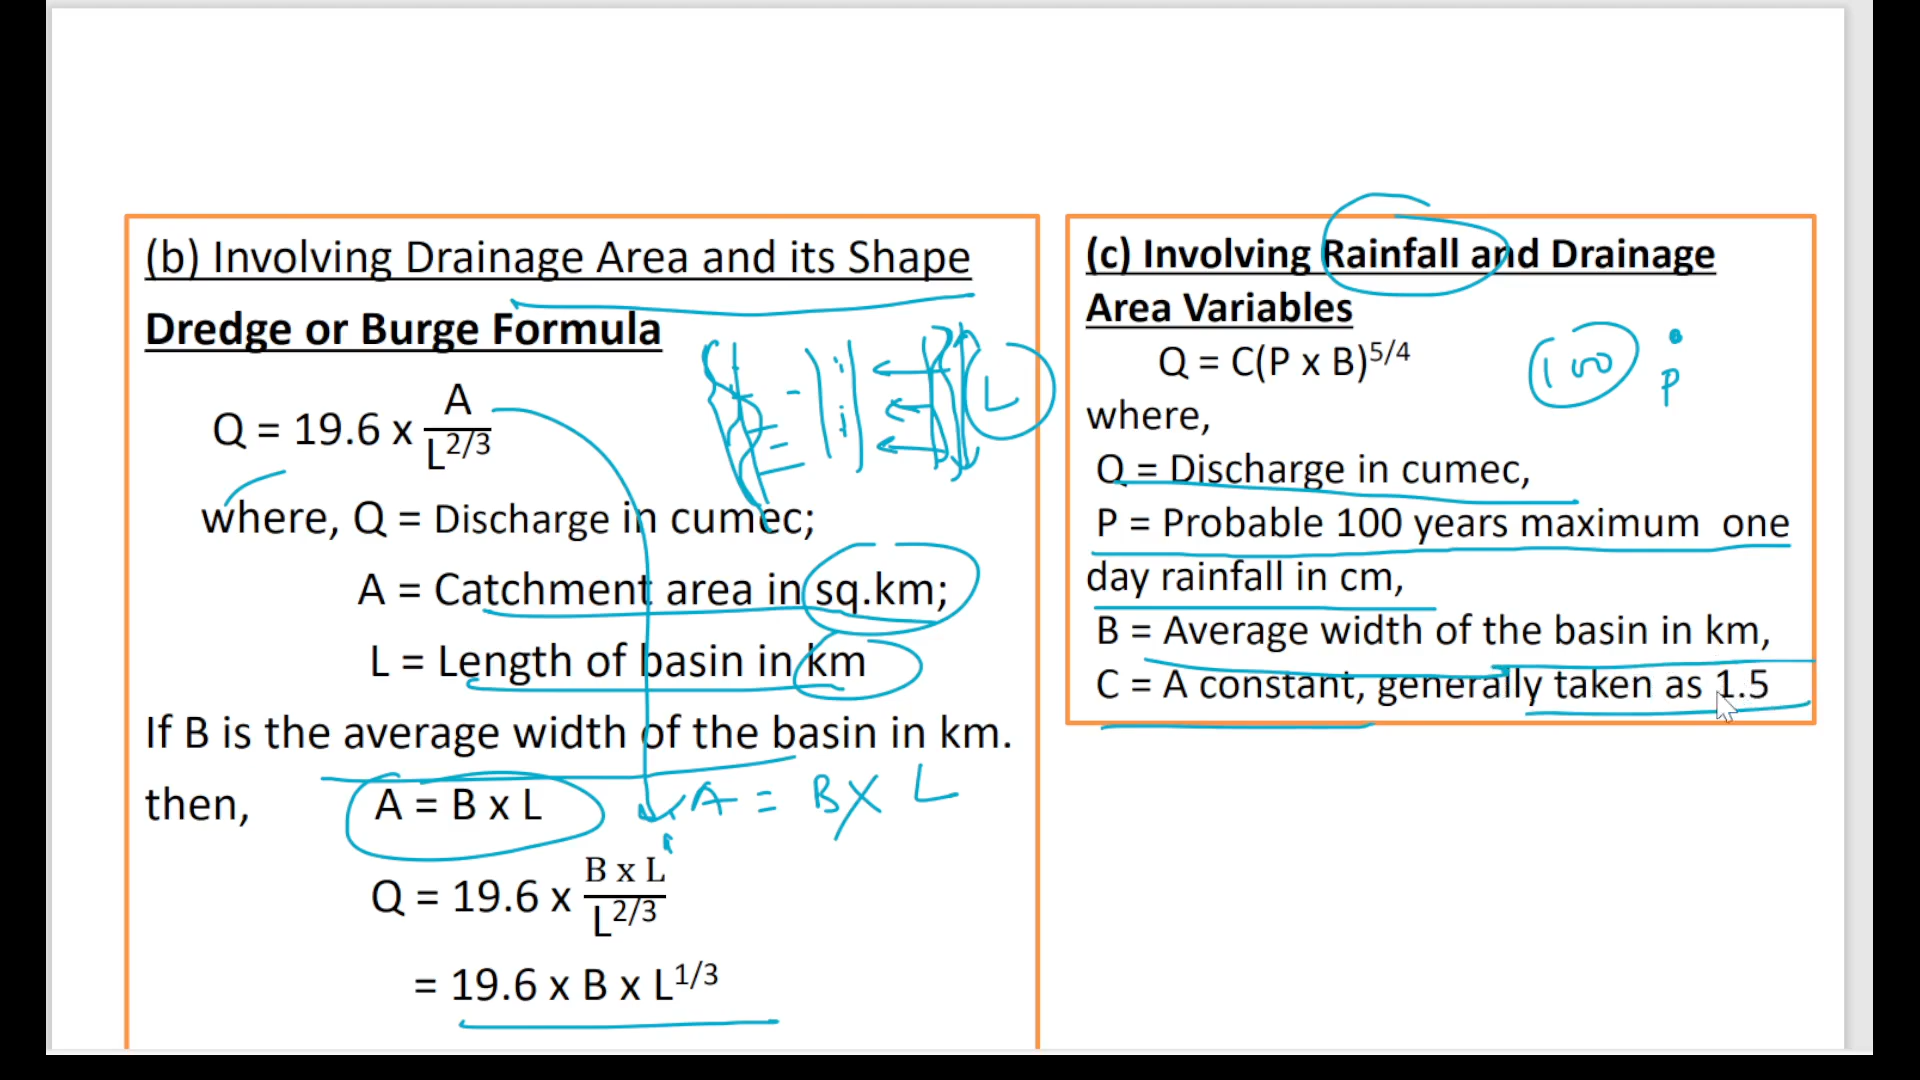 (b) Involving Drainage Area and its Shape
Dredge or Burge Formula
Q = 19.6 x A / L^2/3
where, Q = Discharge in cumec;
A = Catchment area in sq.km;
L = Length of basin in km
If B is the average width of the basin in km.
then, A = B x L
Q = 19.6 x B x L / L^2/3
= 19.6 x B x L^1/3
L
A = B X L
(c) Involving Rainfall and Drainage
Area Variables
Q = C(P x B)^5/4
where,
Q = Discharge in cumec,
P = Probable 100 years maximum one
day rainfall in cm,
B = Average width of the basin in km,
C = A constant, generally taken as 1.5
100
P